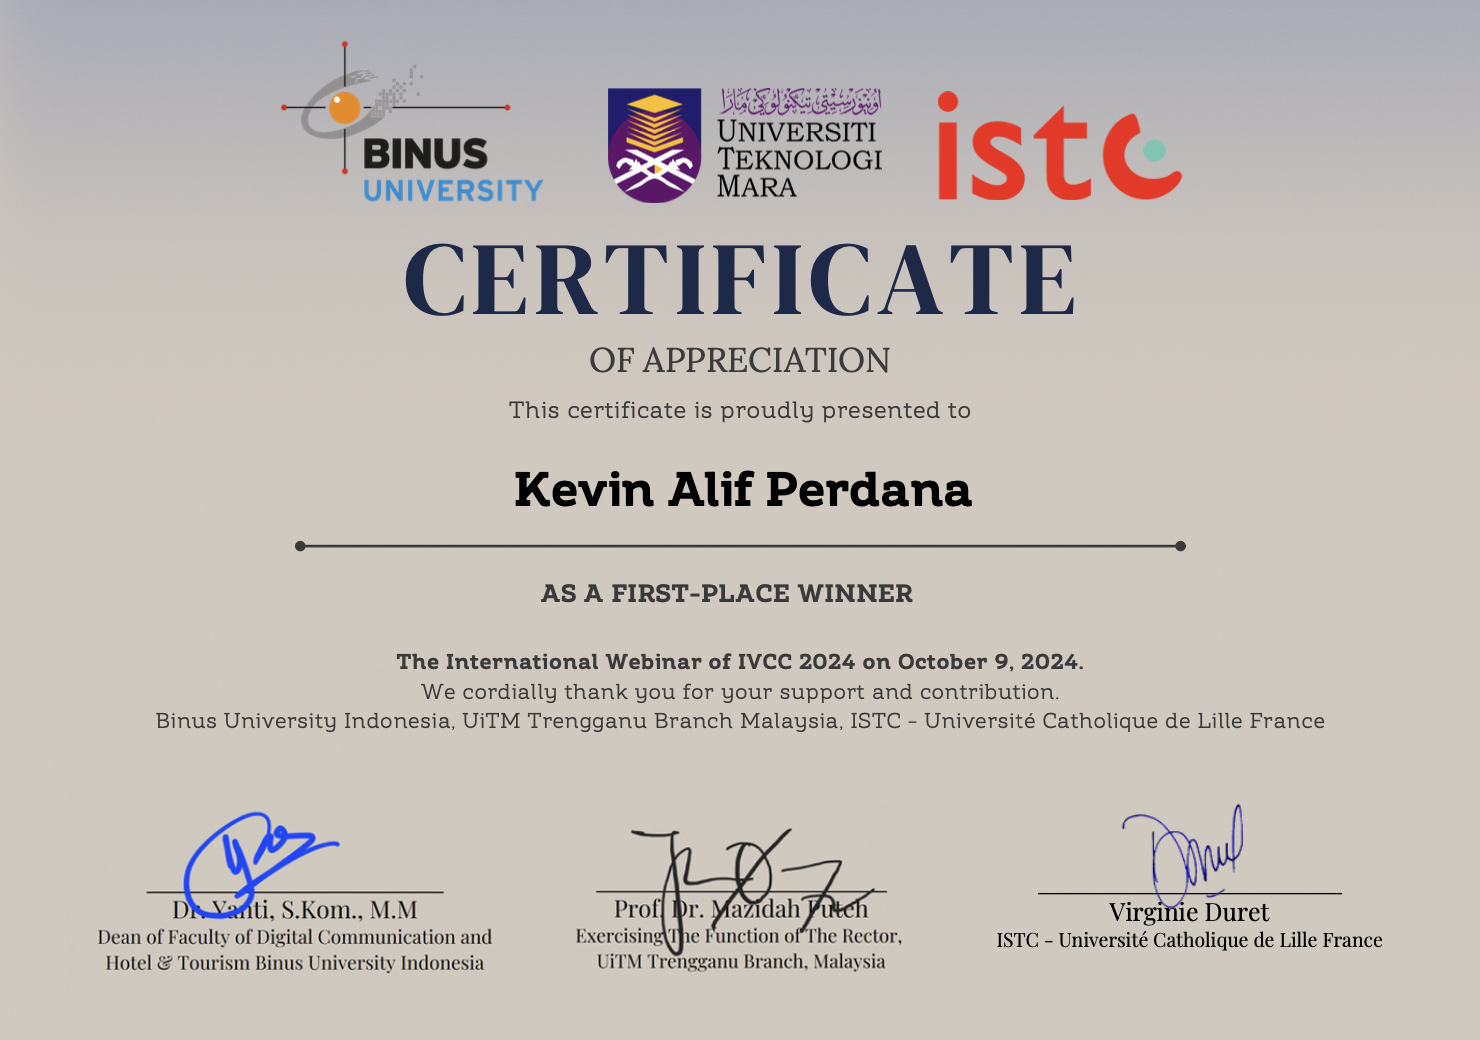 BINUS
UNIVERSITY
اونيۏرسيتي تيكنولوڬي مارا
UNIVERSITI
TEKNOLOGI
MARA
istc
CERTIFICATE
OF APPRECIATION
This certificate is proudly presented to
Kevin Alif Perdana
AS A FIRST-PLACE WINNER
The International Webinar of IVCC 2024 on October 9, 2024.
We cordially thank you for your support and contribution.
Binus University Indonesia, UiTM Trengganu Branch Malaysia, ISTC - Université Catholique de Lille France
Dr. Yanti, S.Kom., M.M
Dean of Faculty of Digital Communication and
Hotel & Tourism Binus University Indonesia
Prof. Dr. Mazidah Puteh
Exercising The Function of The Rector,
UiTM Trengganu Branch, Malaysia
Virginie Duret
ISTC - Université Catholique de Lille France